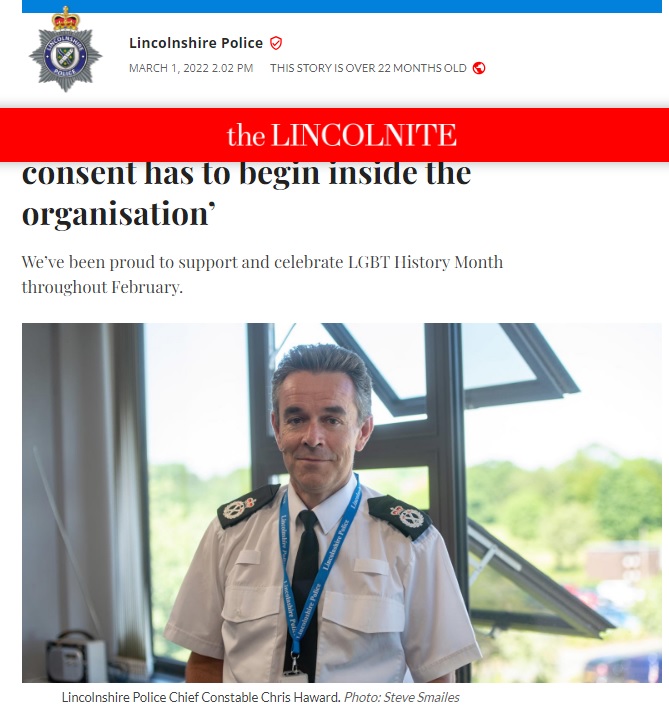 LINCOLNSHIRE
POLICE
Lincolnshire Police
MARCH 1, 2022 2.02 PM THIS STORY IS OVER 22 MONTHS OLD
the LINCOLNITE
consent has to begin inside the
organisation’
We’ve been proud to support and celebrate LGBT History Month
throughout February.
Lincolnshire Police
Lincolnshire Police
Lincolnshire Police Chief Constable Chris Haward. Photo: Steve Smailes